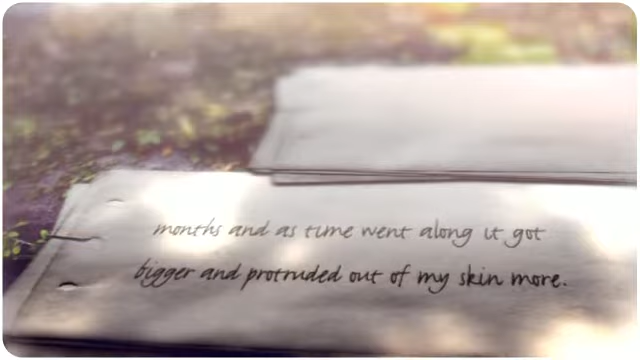 months and as time went along it got
bigger and protruded out of my skin more.